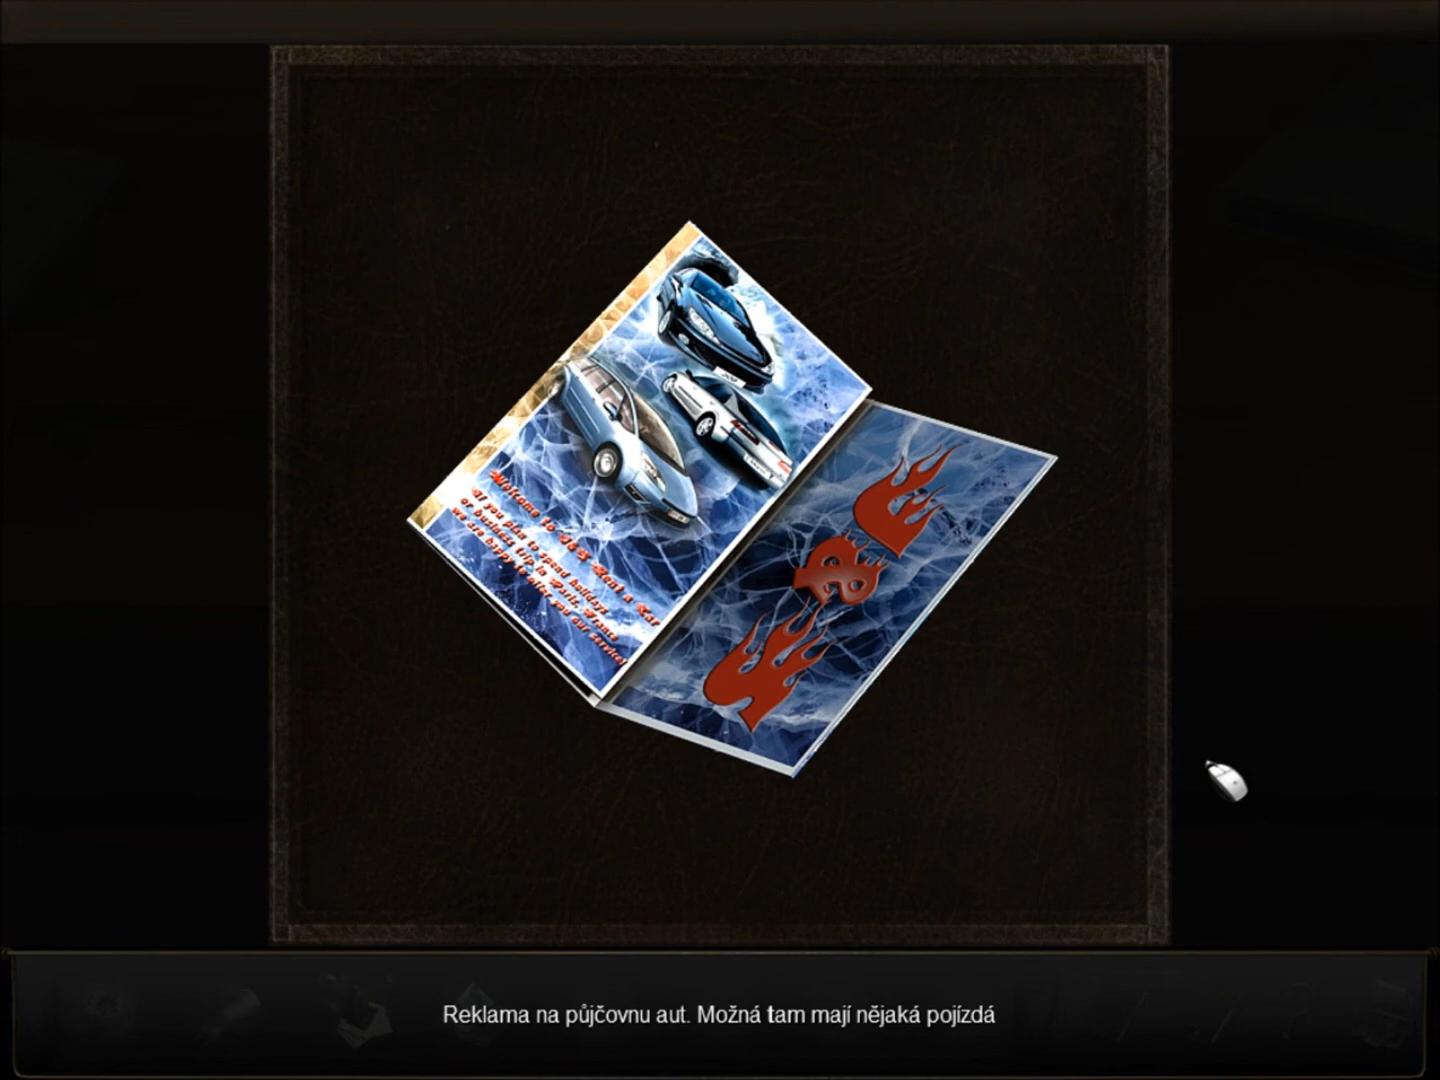 Welcome to J&S Rent a Car
If you plan to spend holidays
or business trip in Paris, France
we are happy to offer you our service!
J&S
Reklama na půjčovnu aut. Možná tam mají nějaká pojízdá